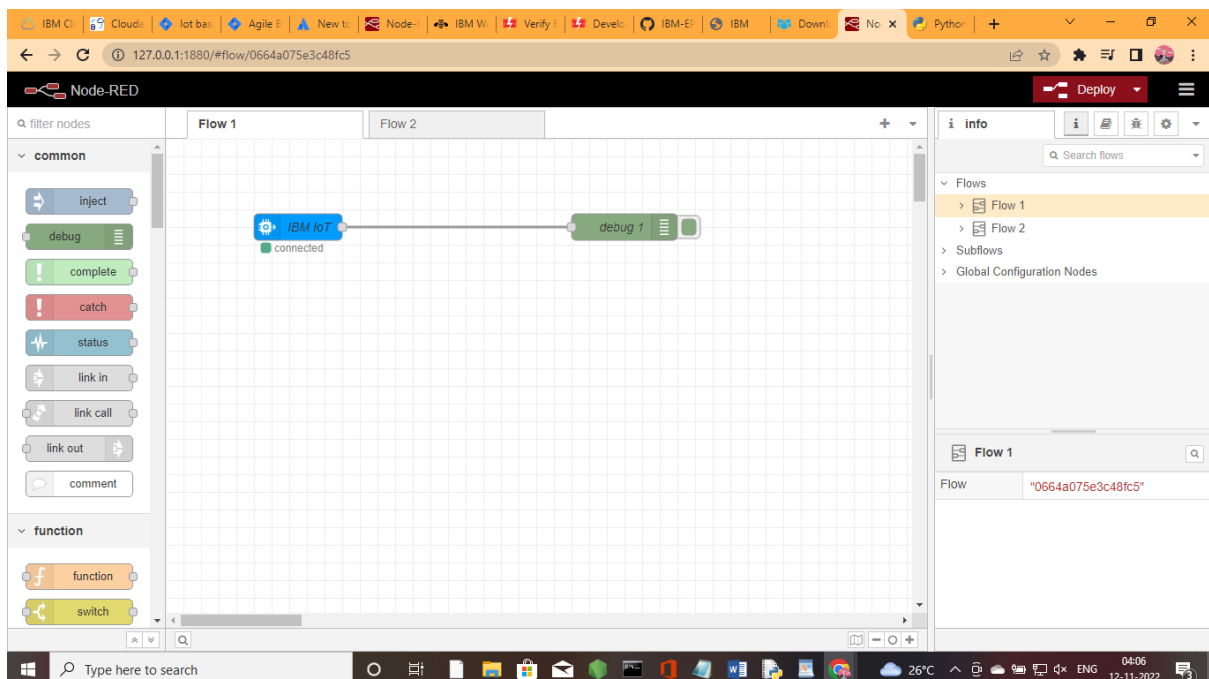 IBM Cl Clouda Iot bas Agile B New to Node- IBM W Verify E Develo IBM-EP IBM Downl No Python
127.0.0.1:1880/#flow/0664a075e3c48fc5
Node-RED Deploy
filter nodes Flow 1 Flow 2 i info
common Search flows
Flows
inject Flow 1
debug IBM IoT debug 1 Flow 2
connected Subflows
complete Global Configuration Nodes
catch
status
link in
link call
link out Flow 1
comment Flow "0664a075e3c48fc5"
function
function
switch
Type here to search 26°C ENG 04:06
12-11-2022 3